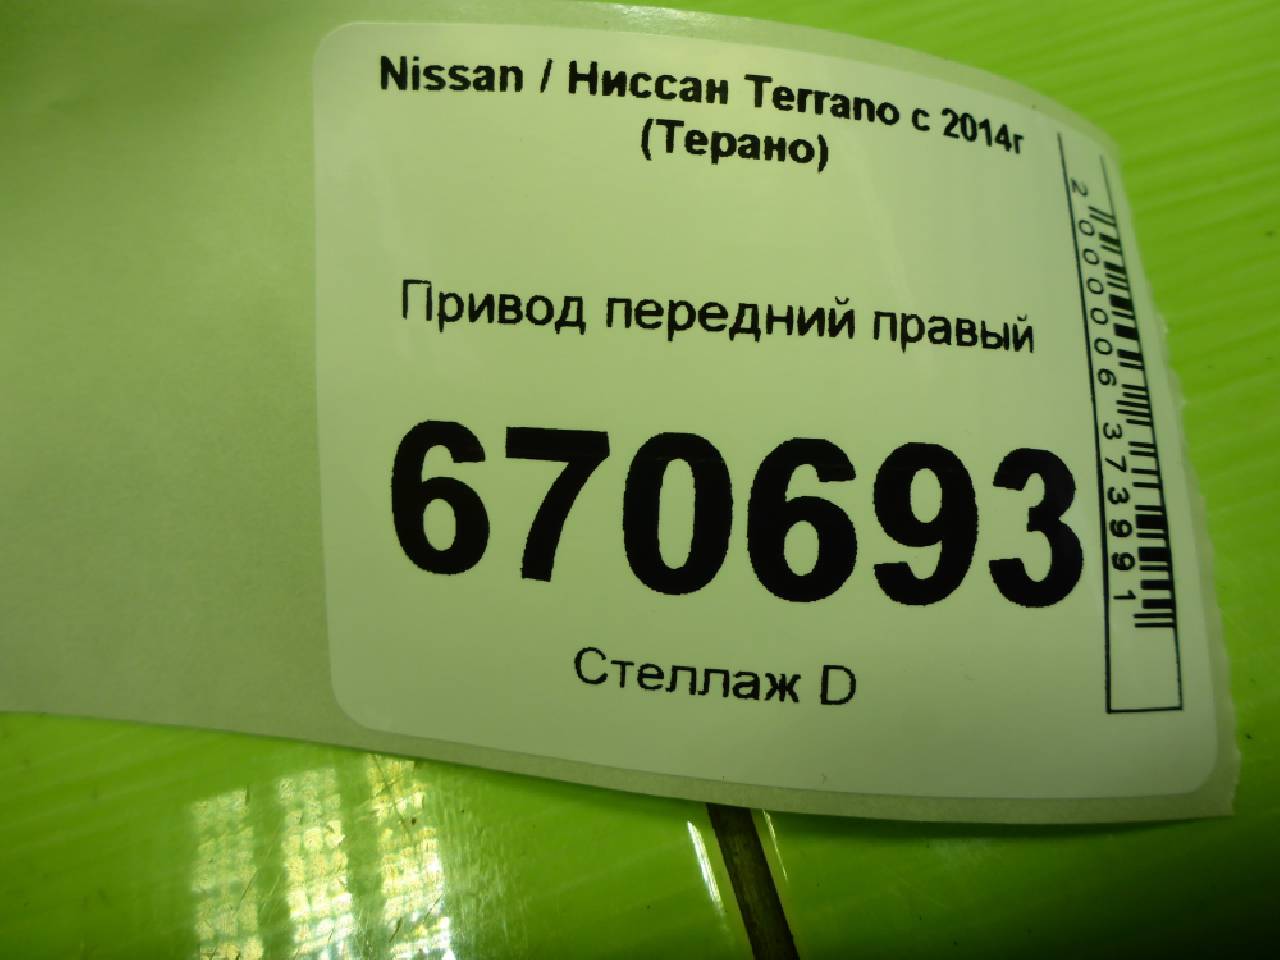 Nissan / Ниссан Terrano с 2014г
(Терано)
Привод передний правый
670693
Стеллаж D
2000006373991